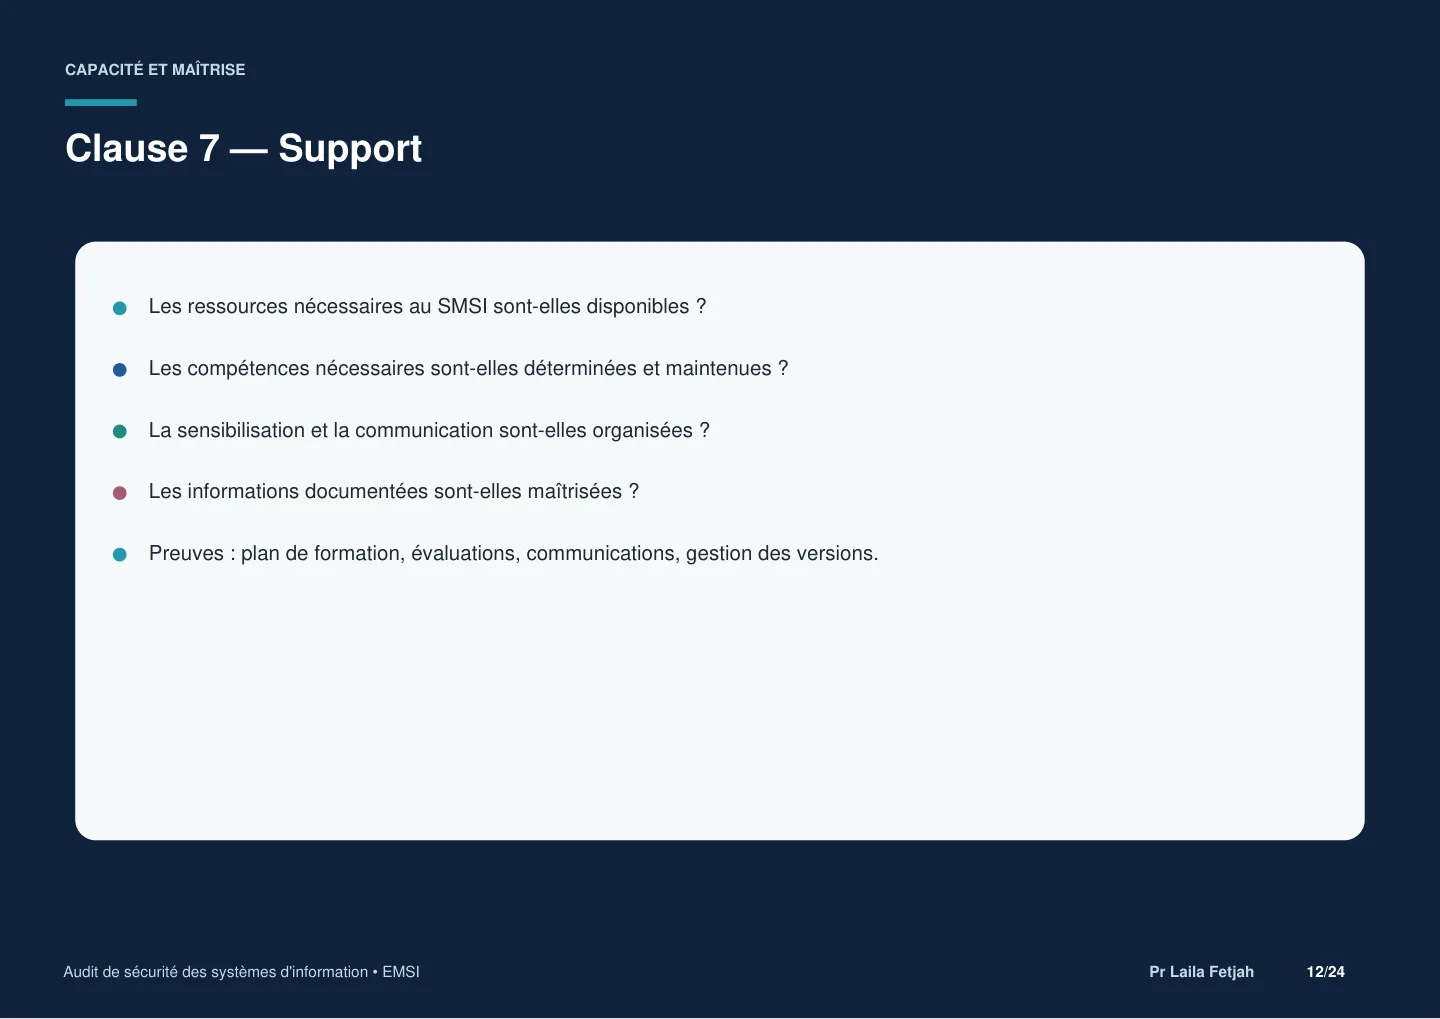 CAPACITÉ ET MAÎTRISE
Clause 7 — Support
Les ressources nécessaires au SMSI sont-elles disponibles ?
Les compétences nécessaires sont-elles déterminées et maintenues ?
La sensibilisation et la communication sont-elles organisées ?
Les informations documentées sont-elles maîtrisées ?
Preuves : plan de formation, évaluations, communications, gestion des versions.
Audit de sécurité des systèmes d'information • EMSI
Pr Laila Fetjah
12/24